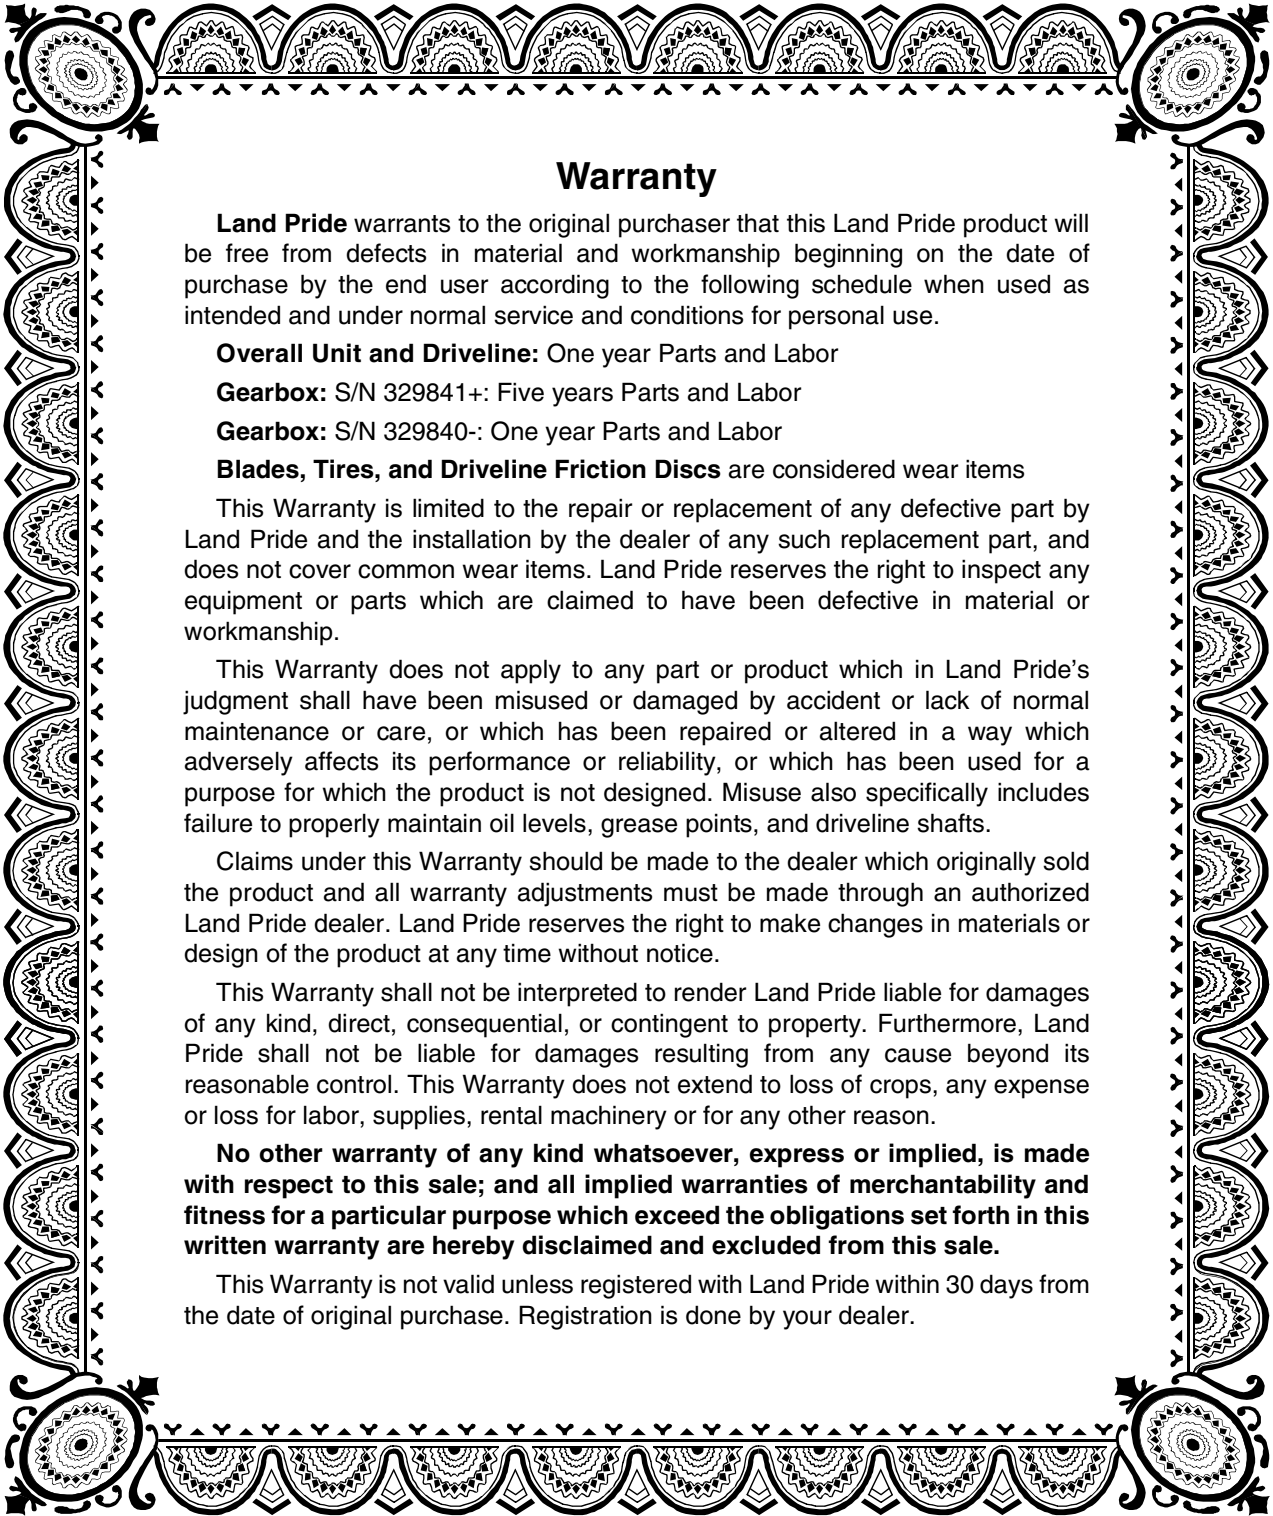 Warranty
Land Pride warrants to the original purchaser that this Land Pride product will
be free from defects in material and workmanship beginning on the date of
purchase by the end user according to the following schedule when used as
intended and under normal service and conditions for personal use.
Overall Unit and Driveline: One year Parts and Labor
Gearbox: S/N 329841+: Five years Parts and Labor
Gearbox: S/N 329840-: One year Parts and Labor
Blades, Tires, and Driveline Friction Discs are considered wear items
This Warranty is limited to the repair or replacement of any defective part by
Land Pride and the installation by the dealer of any such replacement part, and
does not cover common wear items. Land Pride reserves the right to inspect any
equipment or parts which are claimed to have been defective in material or
workmanship.
This Warranty does not apply to any part or product which in Land Pride’s
judgment shall have been misused or damaged by accident or lack of normal
maintenance or care, or which has been repaired or altered in a way which
adversely affects its performance or reliability, or which has been used for a
purpose for which the product is not designed. Misuse also specifically includes
failure to properly maintain oil levels, grease points, and driveline shafts.
Claims under this Warranty should be made to the dealer which originally sold
the product and all warranty adjustments must be made through an authorized
Land Pride dealer. Land Pride reserves the right to make changes in materials or
design of the product at any time without notice.
This Warranty shall not be interpreted to render Land Pride liable for damages
of any kind, direct, consequential, or contingent to property. Furthermore, Land
Pride shall not be liable for damages resulting from any cause beyond its
reasonable control. This Warranty does not extend to loss of crops, any expense
or loss for labor, supplies, rental machinery or for any other reason.
No other warranty of any kind whatsoever, express or implied, is made
with respect to this sale; and all implied warranties of merchantability and
fitness for a particular purpose which exceed the obligations set forth in this
written warranty are hereby disclaimed and excluded from this sale.
This Warranty is not valid unless registered with Land Pride within 30 days from
the date of original purchase. Registration is done by your dealer.